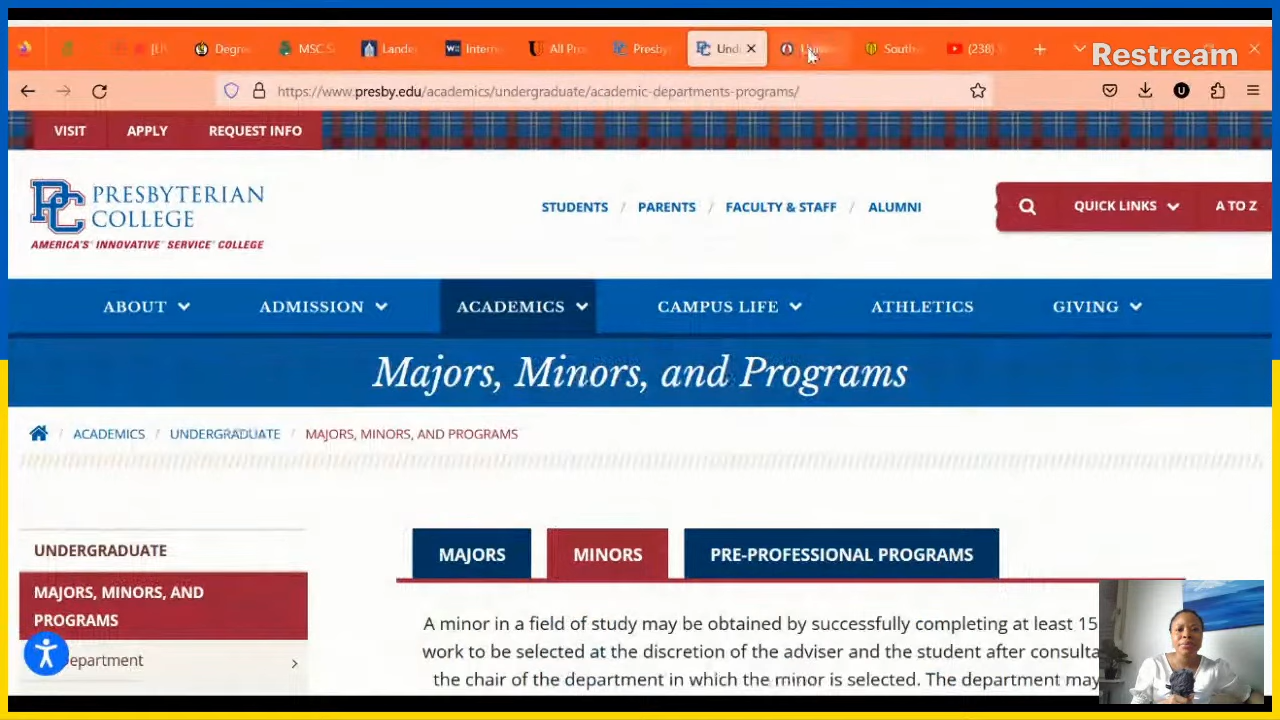 Degre
MSC.S
Lande
Intern
All Pro
Presby
Und
South
(238)
Restream
https://www.presby.edu/academics/undergraduate/academic-departments-programs/
VISIT
APPLY
REQUEST INFO
PC PRESBYTERIAN COLLEGE
AMERICA'S INNOVATIVE SERVICE COLLEGE
STUDENTS / PARENTS / FACULTY & STAFF / ALUMNI
QUICK LINKS
A TO Z
ABOUT
ADMISSION
ACADEMICS
CAMPUS LIFE
ATHLETICS
GIVING
Majors, Minors, and Programs
/ ACADEMICS / UNDERGRADUATE / MAJORS, MINORS, AND PROGRAMS
UNDERGRADUATE
MAJORS, MINORS, AND
PROGRAMS
epartment
MAJORS
MINORS
PRE-PROFESSIONAL PROGRAMS
A minor in a field of study may be obtained by successfully completing at least 15
work to be selected at the discretion of the adviser and the student after consulta
the chair of the department in which the minor is selected. The department may